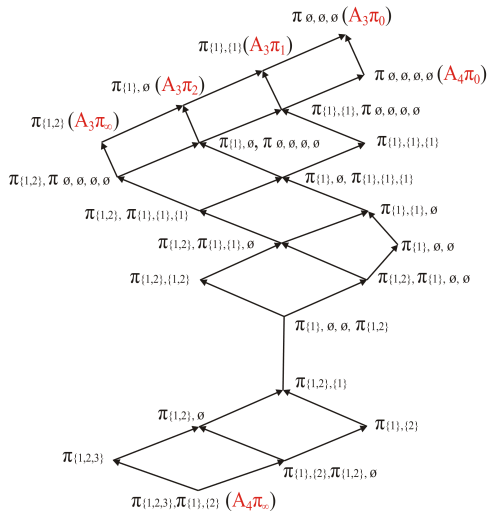 π ø, ø, ø (A₃π₀)
π{1},{1} (A₃π₁)
π ø, ø, ø, ø (A₄π₀)
π{1}, ø (A₃π₂)
π{1},{1}, π ø, ø, ø, ø
π{1,2} (A₃π∞)
π{1}, ø, π ø, ø, ø, ø
π{1},{1},{1}
π{1,2}, π ø, ø, ø, ø
π{1}, ø, π{1},{1},{1}
π{1,2}, π{1},{1},{1}
π{1},{1}, ø
π{1,2}, π{1},{1}, ø
π{1}, ø, ø
π{1,2},{1,2}
π{1,2}, π{1}, ø, ø
π{1}, ø, ø, π{1,2}
π{1,2},{1}
π{1,2}, ø
π{1},{2}
π{1,2,3}
π{1},{2},π{1,2}, ø
π{1,2,3},π{1},{2} (A₄π∞)